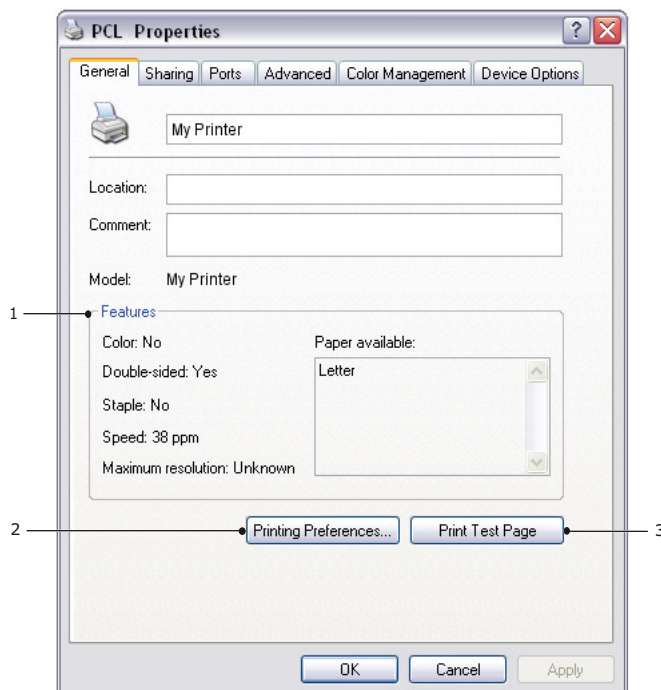 PCL Properties
?
General Sharing Ports Advanced Color Management Device Options
My Printer
Location:
Comment:
Model: My Printer
1
Features
Color: No
Paper available:
Double-sided: Yes
Letter
Staple: No
Speed: 38 ppm
Maximum resolution: Unknown
2
Printing Preferences...
Print Test Page
3
OK
Cancel
Apply